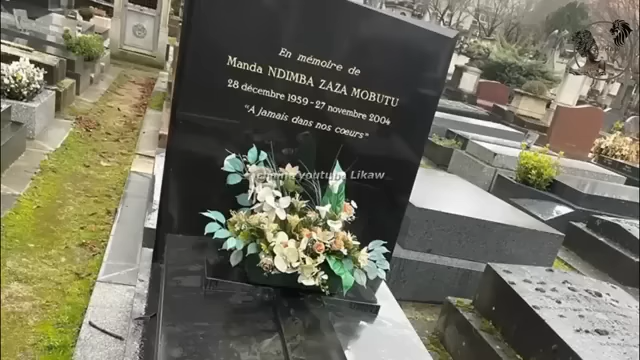 En mémoire de
Manda NDIMBA ZAZA MOBUTU
28 décembre 1959 - 27 novembre 2004
"A jamais dans nos cœurs"
youtube Likaw